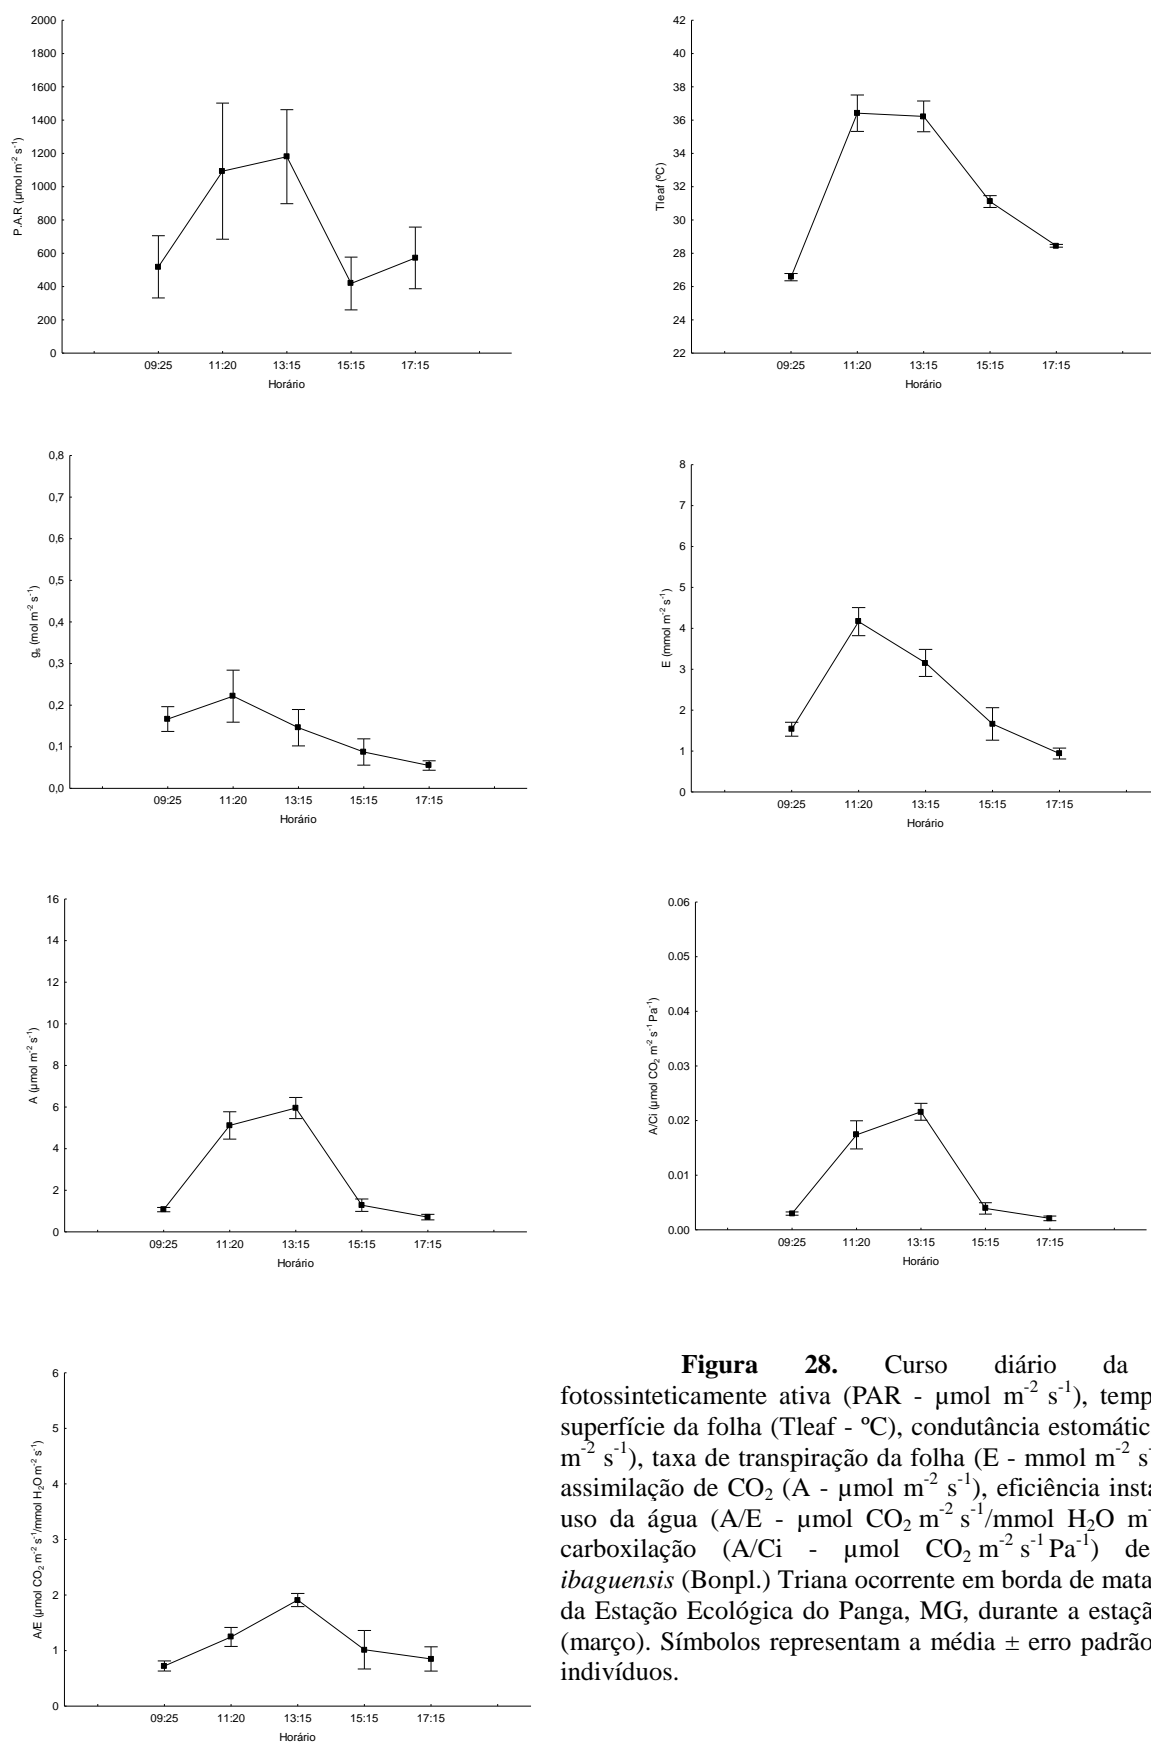 2000
1800
1600
1400
1200
1000
800
600
400
200
0
P.A.R (µmol m⁻² s⁻¹)
09:25 11:20 13:15 15:15 17:15
Horário
42
40
38
36
34
32
30
28
26
24
22
Tleaf (ºC)
09:25 11:20 13:15 15:15 17:15
Horário
0,8
0,7
0,6
0,5
0,4
0,3
0,2
0,1
0,0
gₛ (mol m⁻² s⁻¹)
09:25 11:20 13:15 15:15 17:15
Horário
8
7
6
5
4
3
2
1
0
E (mmol m⁻² s⁻¹)
09:25 11:20 13:15 15:15 17:15
Horário
16
14
12
10
8
6
4
2
0
A (µmol m⁻² s⁻¹)
09:25 11:20 13:15 15:15 17:15
Horário
0.06
0.05
0.04
0.03
0.02
0.01
0.00
A/Ci (µmol CO₂ m⁻² s⁻¹ Pa⁻¹)
09:25 11:20 13:15 15:15 17:15
Horário
6
5
4
3
2
1
0
A/E (µmol CO₂ m⁻² s⁻¹/mmol H₂O m⁻² s⁻¹)
09:25 11:20 13:15 15:15 17:15
Horário
Figura 28. Curso diário da
fotossinteticamente ativa (PAR - µmol m⁻² s⁻¹), temp
superfície da folha (Tleaf - ºC), condutância estomátic
m⁻² s⁻¹), taxa de transpiração da folha (E - mmol m⁻² s
assimilação de CO₂ (A - µmol m⁻² s⁻¹), eficiência insta
uso da água (A/E - µmol CO₂ m⁻² s⁻¹/mmol H₂O m⁻
carboxilação (A/Ci - µmol CO₂ m⁻² s⁻¹ Pa⁻¹) de
ibaguensis (Bonpl.) Triana ocorrente em borda de mata
da Estação Ecológica do Panga, MG, durante a estaçã
(março). Símbolos representam a média ± erro padrão
indivíduos.